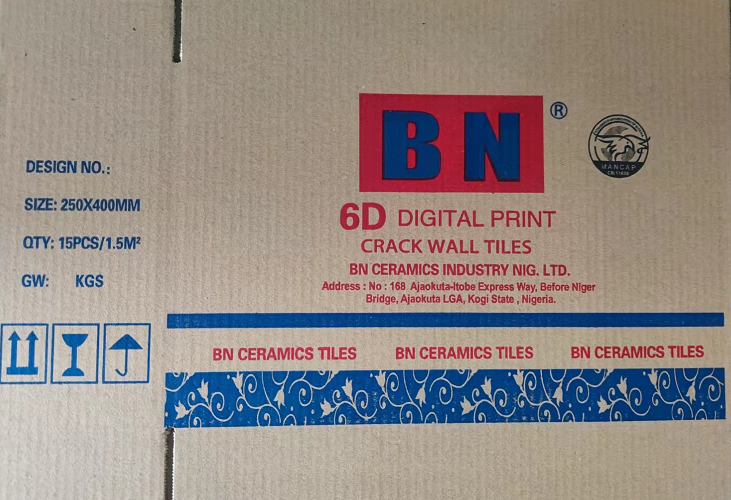 DESIGN NO.:
SIZE: 250X400MM
QTY: 15PCS/1.5M²
GW: KGS
BN ®
MANCAP
6D DIGITAL PRINT
CRACK WALL TILES
BN CERAMICS INDUSTRY NIG. LTD.
Address : No : 168 Ajaokuta-Itobe Express Way, Before Niger
Bridge, Ajaokuta LGA, Kogi State , Nigeria.
BN CERAMICS TILES BN CERAMICS TILES BN CERAMICS TILES